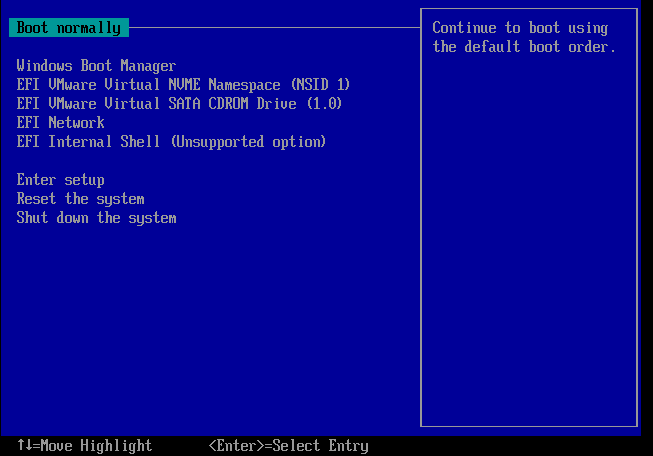 Boot normally
Continue to boot using
the default boot order.
Windows Boot Manager
EFI VMware Virtual NVME Namespace (NSID 1)
EFI VMware Virtual SATA CDROM Drive (1.0)
EFI Network
EFI Internal Shell (Unsupported option)
Enter setup
Reset the system
Shut down the system
↑↓=Move Highlight <Enter>=Select Entry